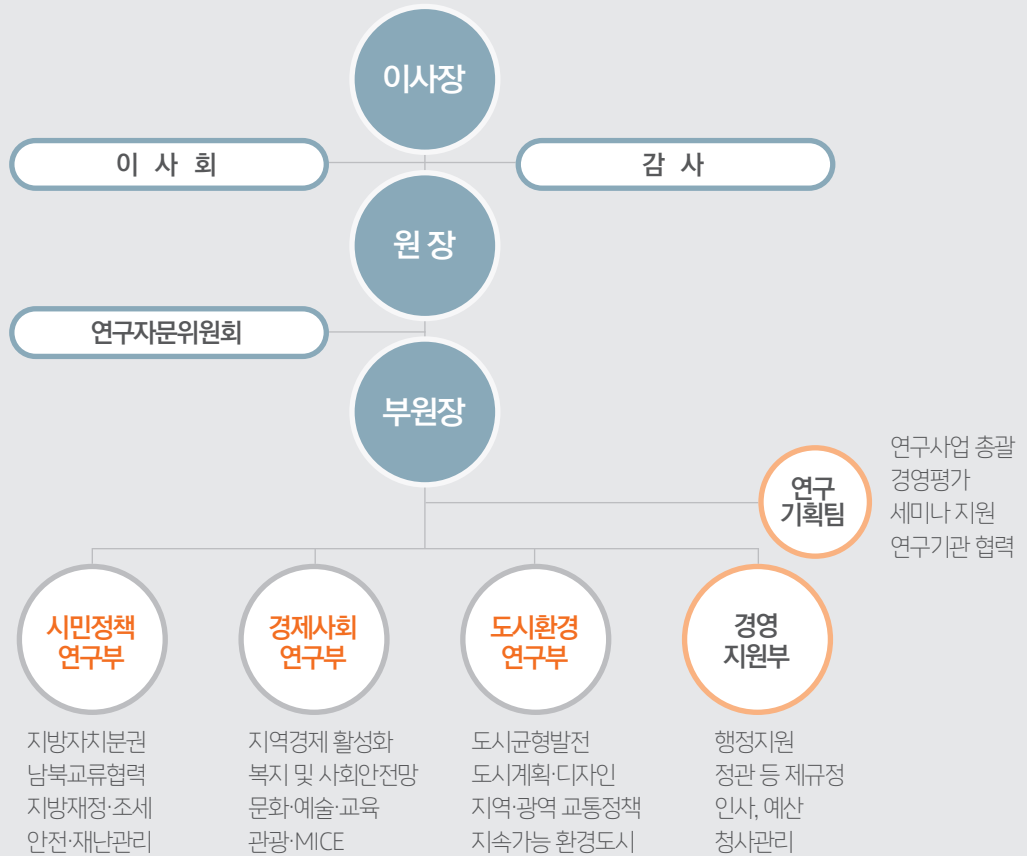 이사장
이 사 회
감 사
원 장
연구자문위원회
부원장
연구
기획팀
연구사업 총괄
경영평가
세미나 지원
연구기관 협력
시민정책
연구부
지방자치분권
남북교류협력
지방재정·조세
안전·재난관리
경제사회
연구부
지역경제 활성화
복지 및 사회안전망
문화·예술·교육
관광·MICE
도시환경
연구부
도시균형발전
도시계획·디자인
지역·광역 교통정책
지속가능 환경도시
경영
지원부
행정지원
정관 등 제규정
인사, 예산
청사관리